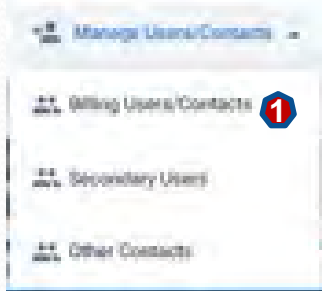 Manage Users/Contacts
Billing Users/Contacts 1
Secondary Users
Other Contacts